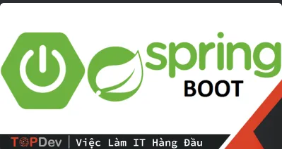 spring
BOOT
TOPDev | Việc Làm IT Hàng Đầu